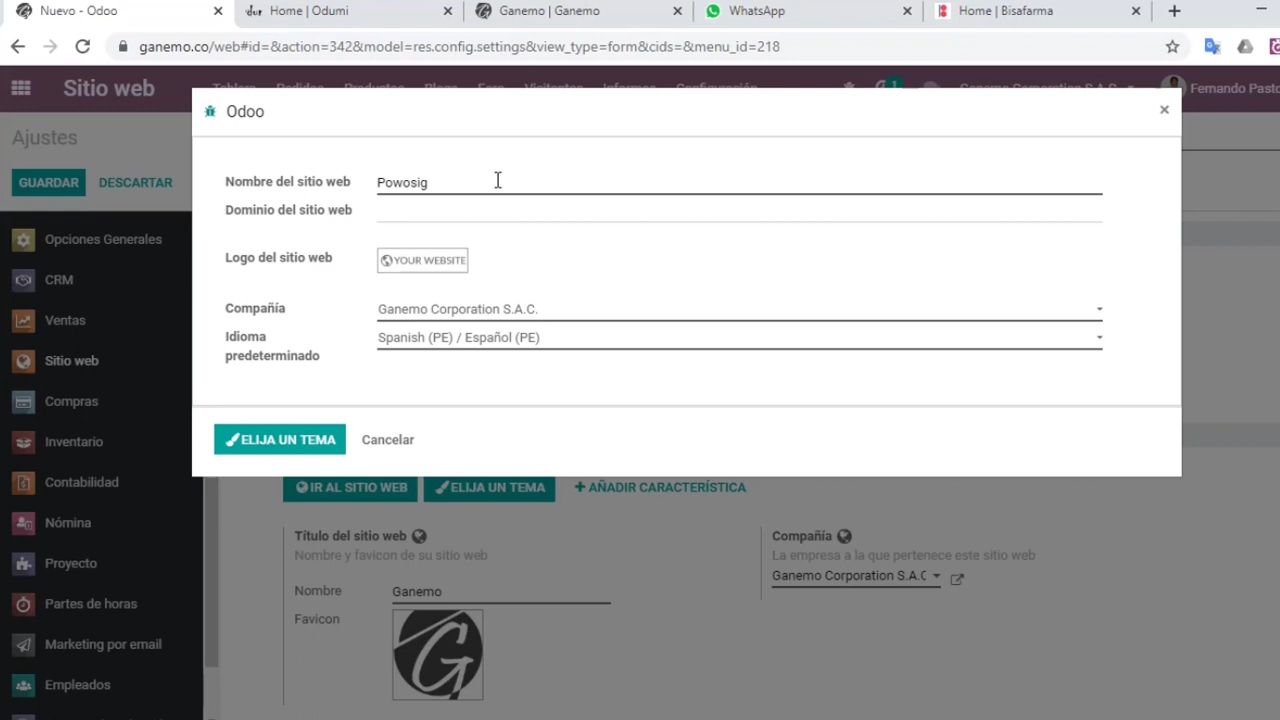 Nuevo - Odoo
Home | Odumi
Ganemo | Ganemo
WhatsApp
Home | Bisafarma
ganemo.co/web#id=&action=342&model=res.config.settings&view_type=form&cids=&menu_id=218
Sitio web
Tablero Pedidos Productos Blogs Foro Visitantes Informes Configuración 1 Ganemo Corporation S.A.C. Fernando Pasto
Ajustes
Odoo
GUARDAR DESCARTAR
Nombre del sitio web Powosig
Dominio del sitio web
Logo del sitio web YOUR WEBSITE
Compañía Ganemo Corporation S.A.C.
Idioma predeterminado Spanish (PE) / Español (PE)
ELIJA UN TEMA Cancelar
Opciones Generales
CRM
Ventas
Sitio web
Compras
Inventario
Contabilidad
Nómina
Proyecto
Partes de horas
Marketing por email
Empleados
IR AL SITIO WEB ELIJA UN TEMA + AÑADIR CARACTERÍSTICA
Título del sitio web
Nombre y favicon de su sitio web
Nombre Ganemo
Favicon
G
Compañía
La empresa a la que pertenece este sitio web
Ganemo Corporation S.A.C